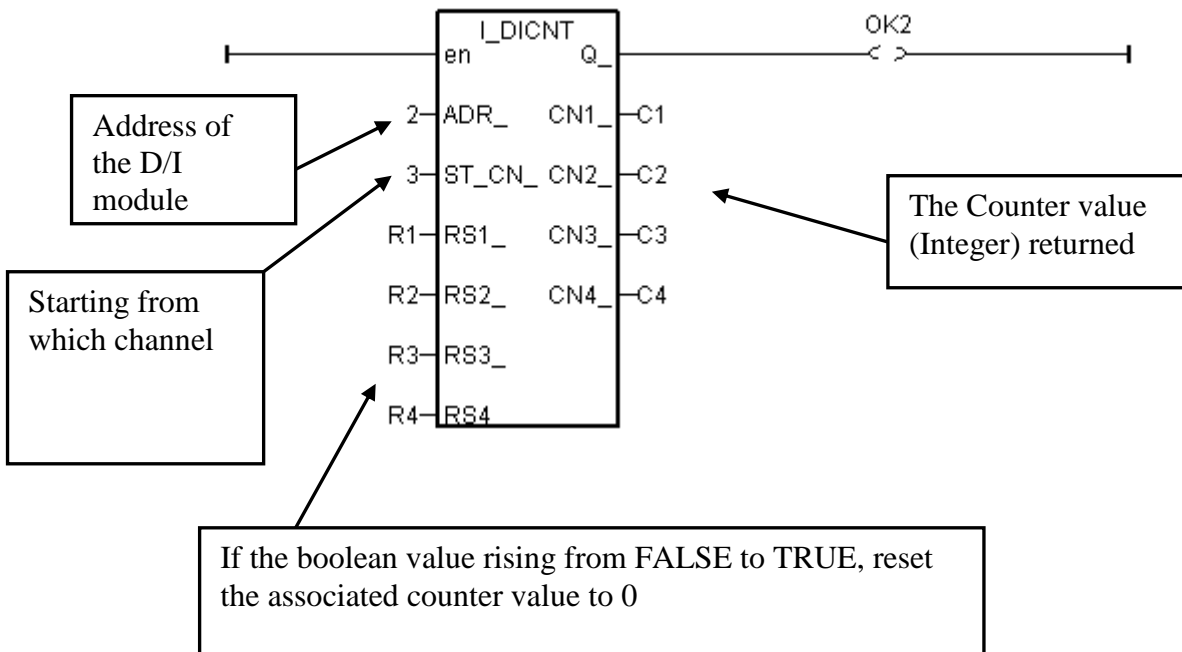 I_DICNT
OK2
en Q_
Address of
the D/I
module
2 ADR_ CN1_ C1
3 ST_CN_ CN2_ C2
The Counter value
(Integer) returned
R1 RS1_ CN3_ C3
Starting from
which channel
R2 RS2_ CN4_ C4
R3 RS3_
R4 RS4
If the boolean value rising from FALSE to TRUE, reset
the associated counter value to 0